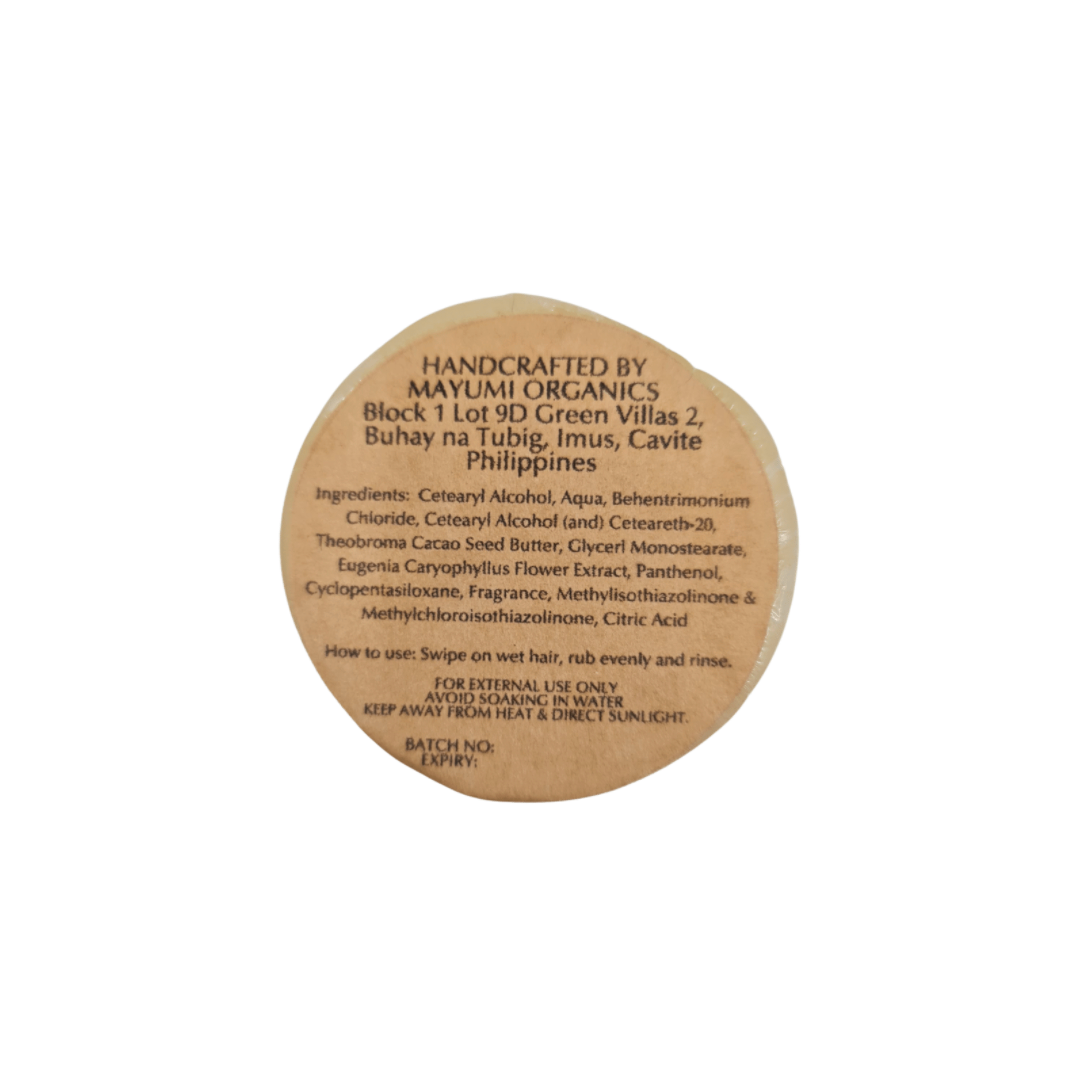 HANDCRAFTED BY
MAYUMI ORGANICS
Block 1 Lot 9D Green Villas 2,
Buhay na Tubig, Imus, Cavite
Philippines
Ingredients: Cetearyl Alcohol, Aqua, Behentrimonium
Chloride, Cetearyl Alcohol (and) Ceteareth-20,
Theobroma Cacao Seed Butter, Glycerl Monostearate,
Eugenia Caryophyllus Flower Extract, Panthenol,
Cyclopentasiloxane, Fragrance, Methylisothiazolinone &
Methylchloroisothiazolinone, Citric Acid
How to use: Swipe on wet hair, rub evenly and rinse.
FOR EXTERNAL USE ONLY
AVOID SOAKING IN WATER
KEEP AWAY FROM HEAT & DIRECT SUNLIGHT.
BATCH NO:
EXPIRY: